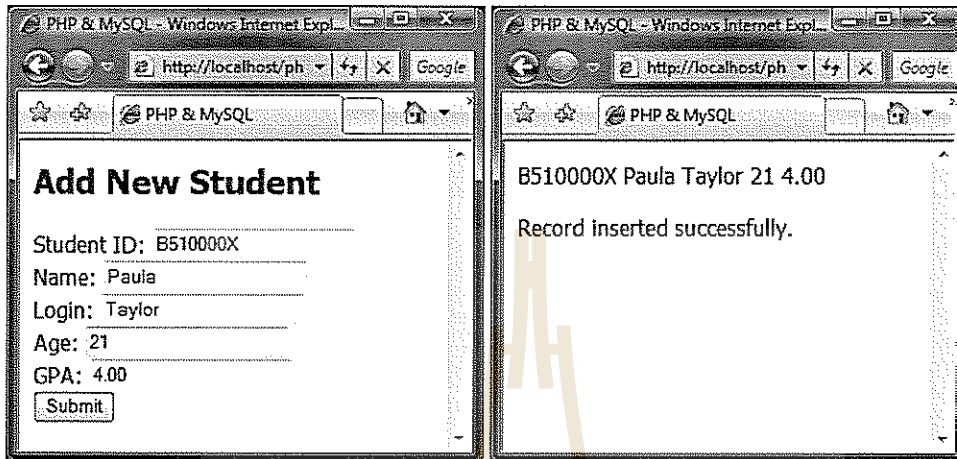 PHP & MySQL - Windows Internet Expl...
http://localhost/ph
Google
PHP & MySQL
Add New Student
Student ID: B510000X
Name: Paula
Login: Taylor
Age: 21
GPA: 4.00
Submit
PHP & MySQL - Windows Internet Expl...
http://localhost/ph
Google
PHP & MySQL
B510000X Paula Taylor 21 4.00
Record inserted successfully.